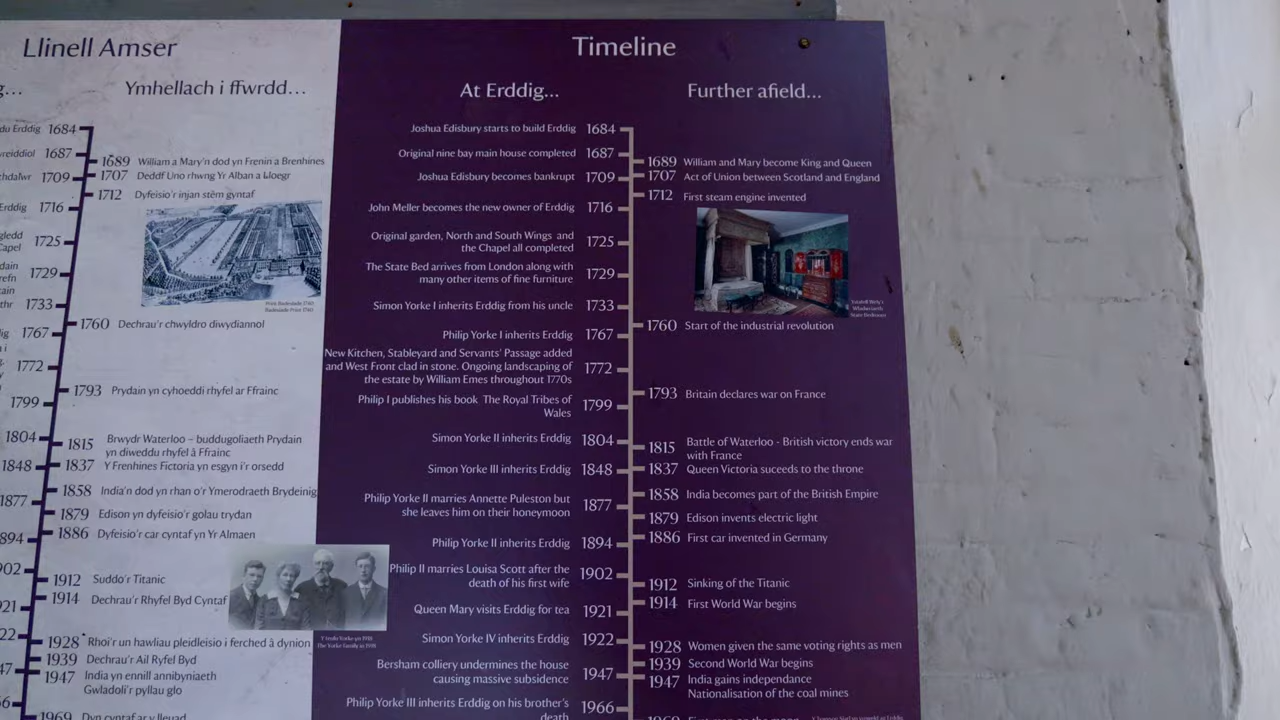 Llinell Amser
Ymhellach i ffwrdd...
g...
du Erddig 1684
1687
1709
Erddig 1716
1725
1729
1733
1767
1772
1799
1804
1848
1877
1894
1902
1921
1922
1947
1689 William a Mary'n dod yn Frenin a Brenhines
1707 Deddf Uno rhwng Yr Alban a Lloegr
1712 Dyfeisio'r injan stêm gyntaf
1760 Dechrau'r chwyldro diwydiannol
1793 Prydain yn cyhoeddi rhyfel ar Ffrainc
1815 Brwydr Waterloo – buddugoliaeth Prydain
yn diweddu rhyfel â Ffrainc
1837 Y Frenhines Fictoria yn esgyn i'r orsedd
1858 India'n dod yn rhan o'r Ymerodraeth Brydeinig
1879 Edison yn dyfeisio'r golau trydan
1886 Dyfeisio'r car cyntaf yn Yr Almaen
1912 Suddo'r Titanic
1914 Dechrau'r Rhyfel Byd Cyntaf
1928 Rhoi'r un hawliau pleidleisio i ferched â dynion
1939 Dechrau'r Ail Ryfel Byd
1947 India yn ennill annibyniaeth
Gwladoli'r pyllau glo
1969 Dyn cyntaf ar y lleuad
Timeline
At Erddig...
Joshua Edisbury starts to build Erddig 1684
Original nine bay main house completed 1687
Joshua Edisbury becomes bankrupt 1709
John Meller becomes the new owner of Erddig 1716
Original garden, North and South Wings and
the Chapel all completed 1725
The State Bed arrives from London along with
many other items of fine furniture 1729
Simon Yorke I inherits Erddig from his uncle 1733
Philip Yorke I inherits Erddig 1767
New Kitchen, Stableyard and Servants' Passage added
and West Front clad in stone. Ongoing landscaping of
the estate by William Emes throughout 1770s 1772
Philip I publishes his book The Royal Tribes of
Wales 1799
Simon Yorke II inherits Erddig 1804
Simon Yorke III inherits Erddig 1848
Philip Yorke II marries Annette Puleston but
she leaves him on their honeymoon 1877
Philip Yorke II inherits Erddig 1894
Philip II marries Louisa Scott after the
death of his first wife 1902
Queen Mary visits Erddig for tea 1921
Simon Yorke IV inherits Erddig 1922
Bersham colliery undermines the house
causing massive subsidence 1947
Philip Yorke III inherits Erddig on his brother's
death 1966
Further afield...
1689 William and Mary become King and Queen
1707 Act of Union between Scotland and England
1712 First steam engine invented
State Bedroom
1760 Start of the industrial revolution
1793 Britain declares war on France
1815 Battle of Waterloo - British victory ends war
with France
1837 Queen Victoria suceeds to the throne
1858 India becomes part of the British Empire
1879 Edison invents electric light
1886 First car invented in Germany
1912 Sinking of the Titanic
1914 First World War begins
1928 Women given the same voting rights as men
1939 Second World War begins
1947 India gains independence
Nationalisation of the coal mines
1969 First man on the moon